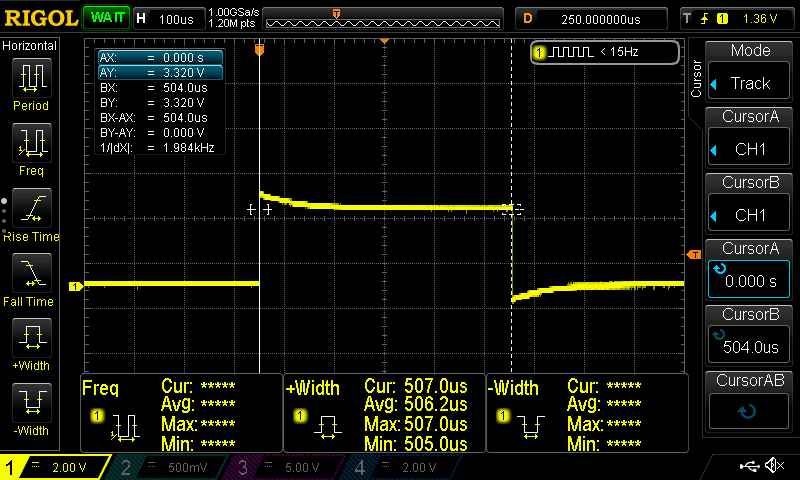 RIGOL WAIT H 100us 1.00GSa/s 1.20M pts T D 250.000000us T 1 1.36 V
Horizontal
Period
Freq
Rise Time
Fall Time
+Width
-Width
AX: = 0.000 s
AY: = 3.320 V
BX: = 504.0us
BY: = 3.320 V
BX-AX: = 504.0us
BY-AY: = 0.000 V
1/|dX|: = 1.984kHz
1 < 15Hz
T
1
T
Cursor
Mode
Track
CursorA
CH1
CursorB
CH1
CursorA
0.000 s
CursorB
504.0us
CursorAB
Freq
1
Cur: *****
Avg: *****
Max: *****
Min: *****
+Width
1
Cur: 507.0us
Avg: 506.2us
Max: 507.0us
Min: 505.0us
-Width
1
Cur: *****
Avg: *****
Max: *****
Min: *****
1 = 2.00 V 2 = 500mV 3 = 5.00 V 4 = 2.00 V